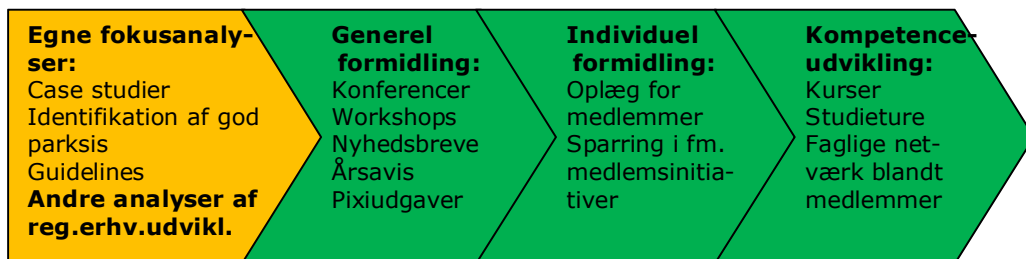 Egne fokusanaly-
ser:
Case studier
Identifikation af god
parksis
Guidelines
Andre analyser af
reg.erhv.udvikl.
Generel
formidling:
Konferencer
Workshops
Nyhedsbreve
Årsavis
Pixiudgaver
Individuel
formidling:
Oplæg for
medlemmer
Sparring i fm.
medlemsinitia-
tiver
Kompetence-
udvikling:
Kurser
Studieture
Faglige net-
værk blandt
medlemmer